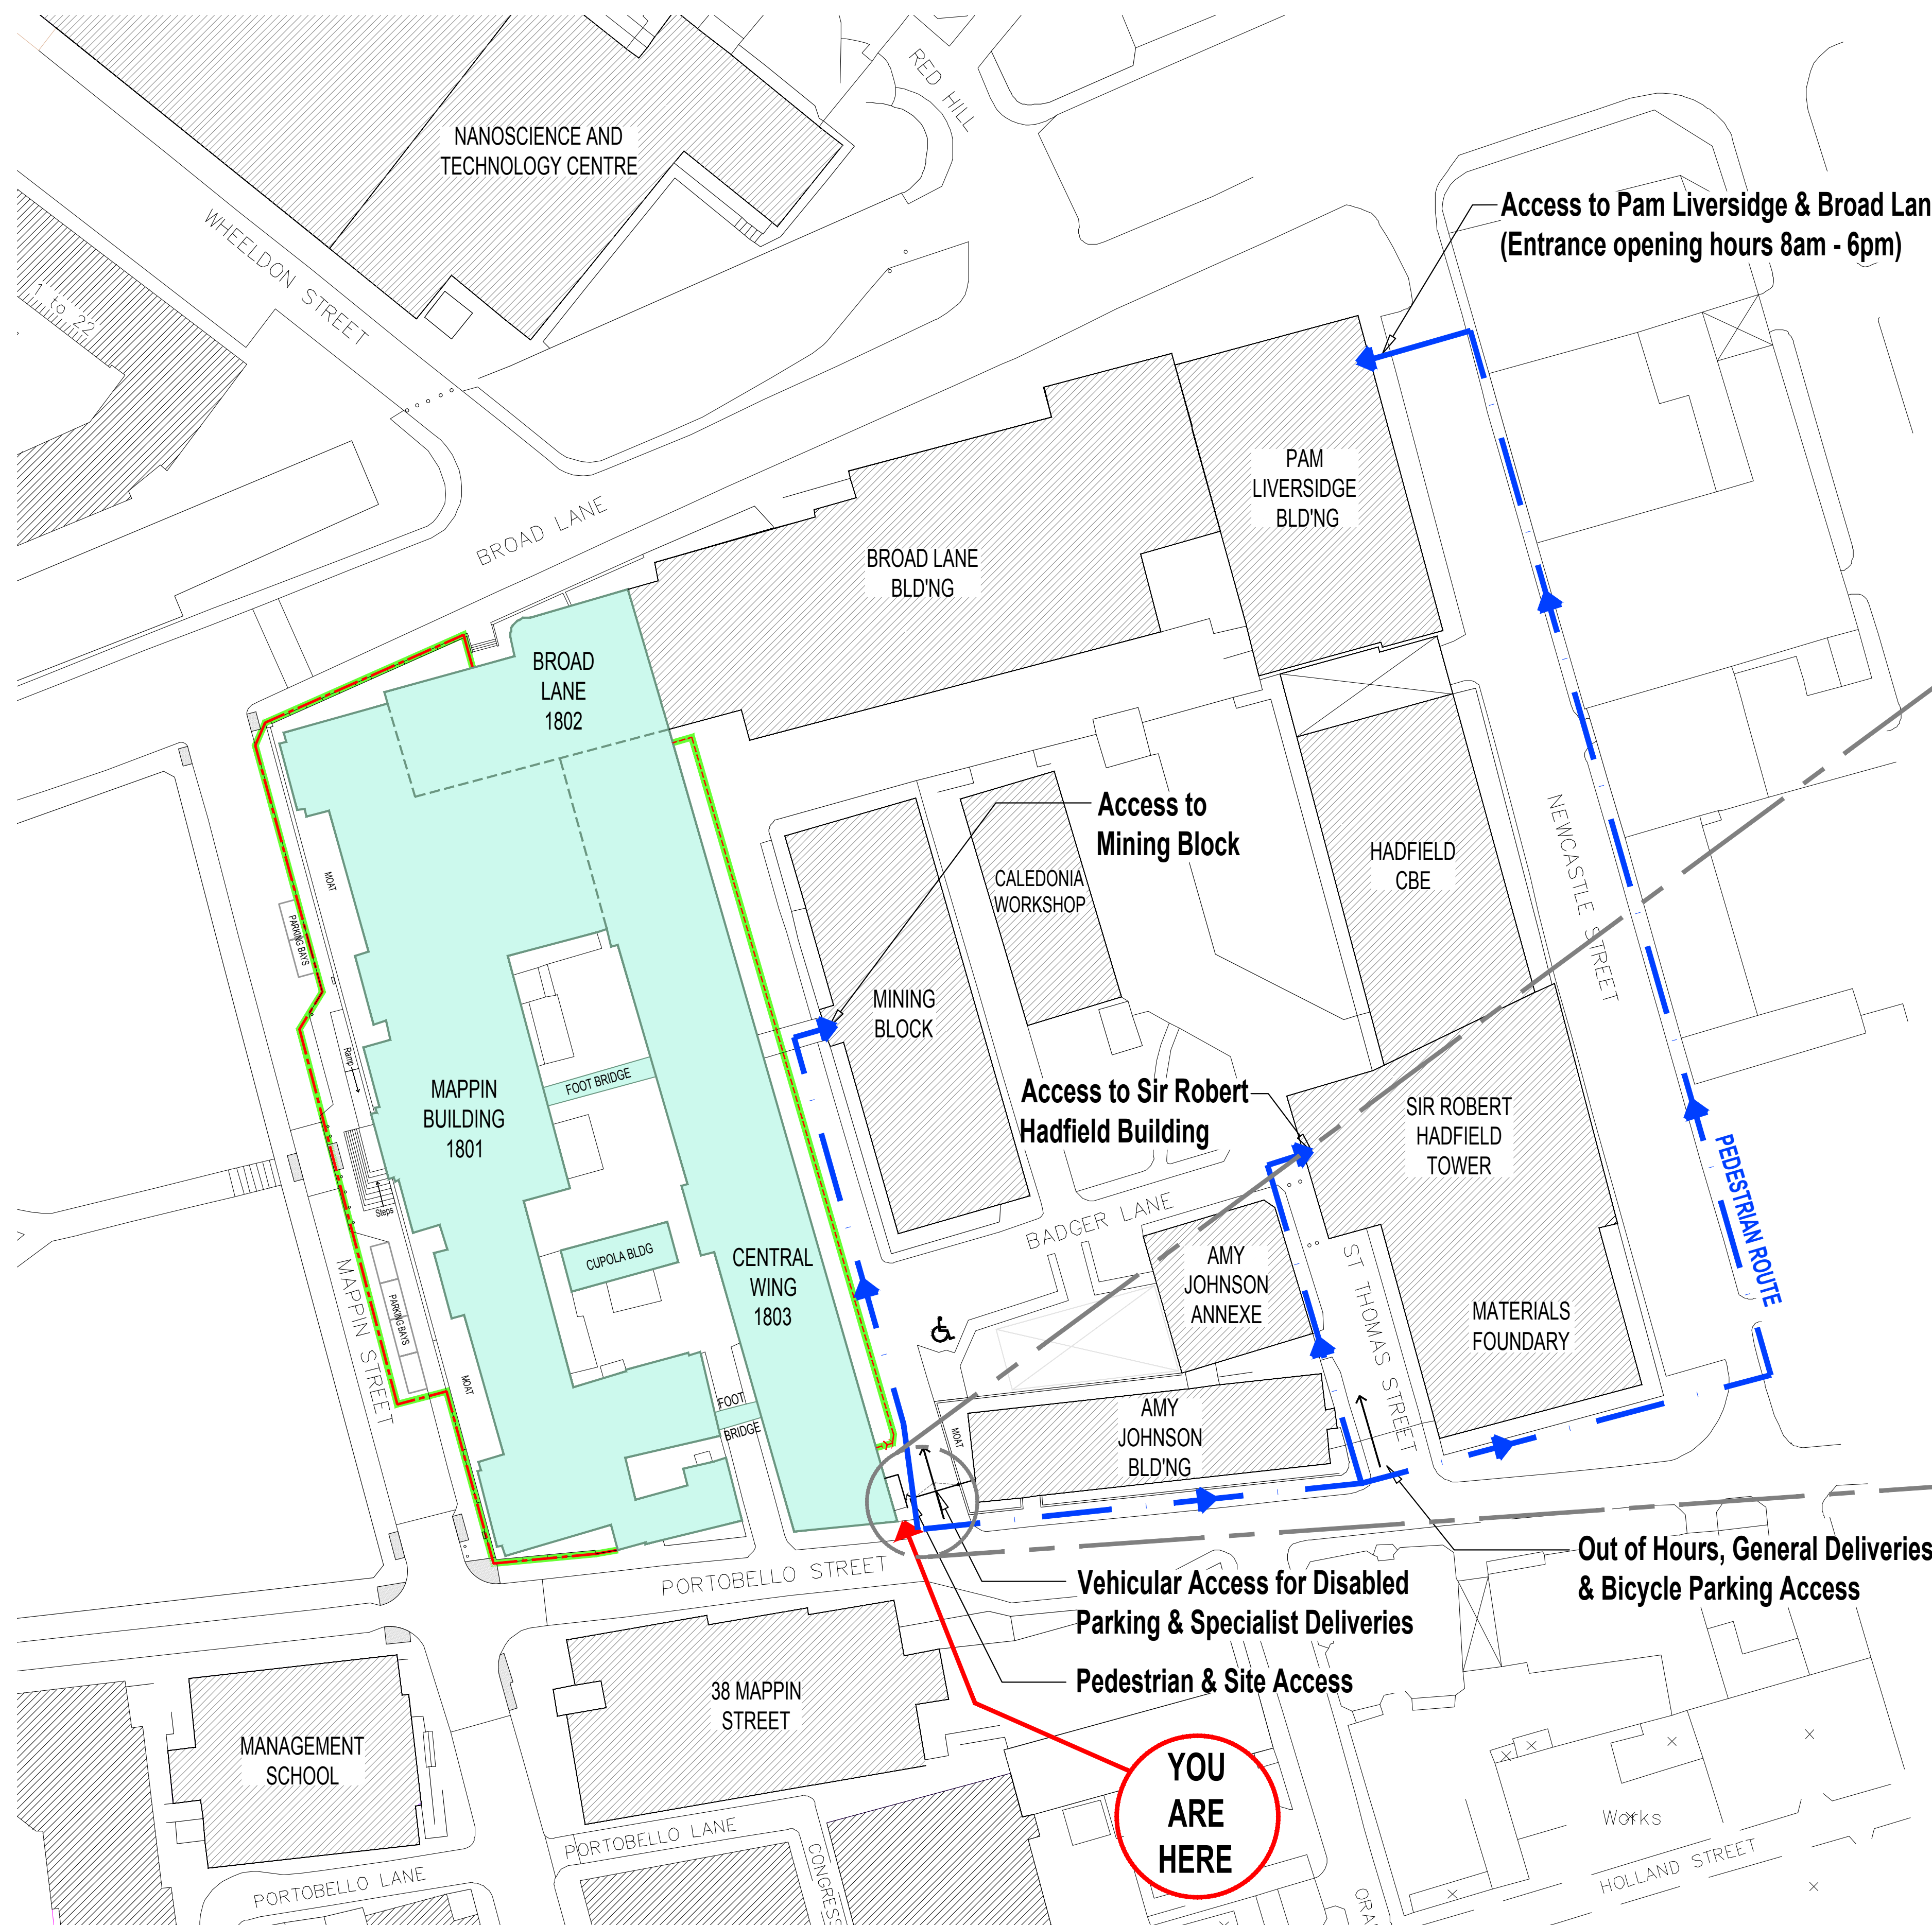 NANOSCIENCE AND
TECHNOLOGY CENTRE
RED HILL
WHEELDON STREET
1 to 22
Access to Pam Liversidge & Broad Lan
(Entrance opening hours 8am - 6pm)
BROAD LANE
PAM
LIVERSIDGE
BLD'NG
BROAD LANE
BLD'NG
BROAD
LANE
1802
Access to
Mining Block
NEWCASTLE STREET
HADFIELD
CBE
CALEDONIA
WORKSHOP
MOAT
PARKING BAYS
MINING
BLOCK
Ramp
FOOT BRIDGE
MAPPIN
BUILDING
1801
Access to Sir Robert
Hadfield Building
SIR ROBERT
HADFIELD
TOWER
PEDESTRIAN ROUTE
Steps
BADGER LANE
CUPOLA BLDG
CENTRAL
WING
1803
AMY
JOHNSON
ANNEXE
ST THOMAS STREET
MATERIALS
FOUNDARY
MAPPIN STREET
PARKING BAYS
MOAT
FOOT
BRIDGE
MOAT
AMY
JOHNSON
BLD'NG
PORTOBELLO STREET
Out of Hours, General Deliveries
& Bicycle Parking Access
Vehicular Access for Disabled
Parking & Specialist Deliveries
Pedestrian & Site Access
38 MAPPIN
STREET
MANAGEMENT
SCHOOL
YOU
ARE
HERE
PORTOBELLO LANE
PORTOBELLO LANE
CONGRESS
Works
HOLLAND STREET
ORA